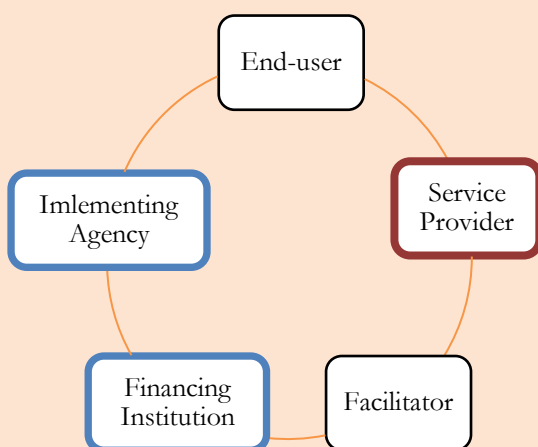 End-user
Service
Provider
Facilitator
Financing
Institution
Imlementing
Agency